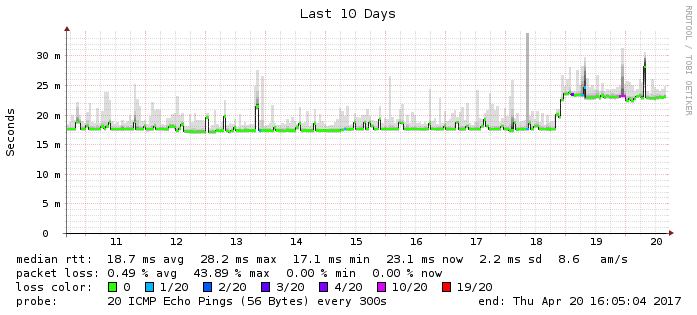 Last 10 Days
RRDTOOL / TOBI OETIKER
Seconds
30 m
25 m
20 m
15 m
10 m
5 m
0
11 12 13 14 15 16 17 18 19 20
median rtt: 18.7 ms avg 28.2 ms max 17.1 ms min 23.1 ms now 2.2 ms sd 8.6 am/s
packet loss: 0.49 % avg 43.89 % max 0.00 % min 0.00 % now
loss color: 0 1/20 2/20 3/20 4/20 10/20 19/20
probe: 20 ICMP Echo Pings (56 Bytes) every 300s end: Thu Apr 20 16:05:04 2017